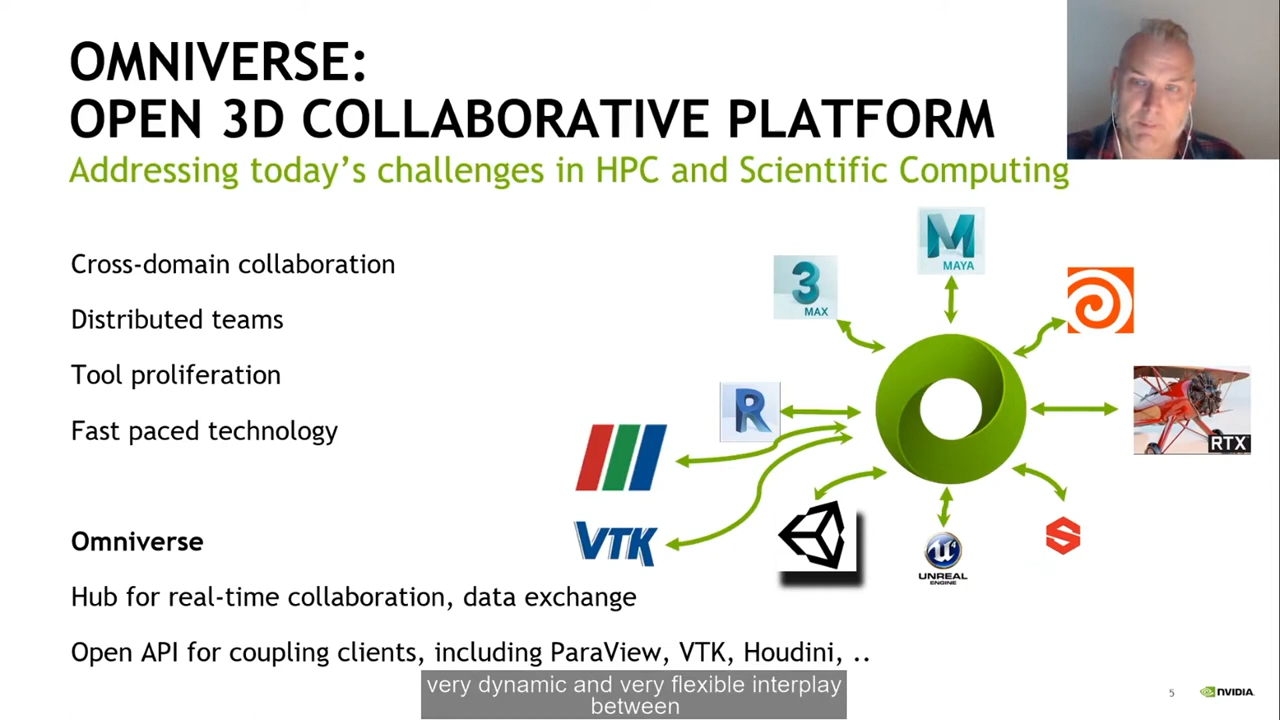 OMNIVERSE:
OPEN 3D COLLABORATIVE PLATFORM
Addressing today's challenges in HPC and Scientific Computing
Cross-domain collaboration
Distributed teams
Tool proliferation
Fast paced technology
Omniverse
Hub for real-time collaboration, data exchange
Open API for coupling clients, including ParaView, VTK, Houdini, ..
M
MAYA
3
MAX
R
RTX
VTK
U4
UNREAL
ENGINE
S
very dynamic and very flexible interplay
between
5
NVIDIA.